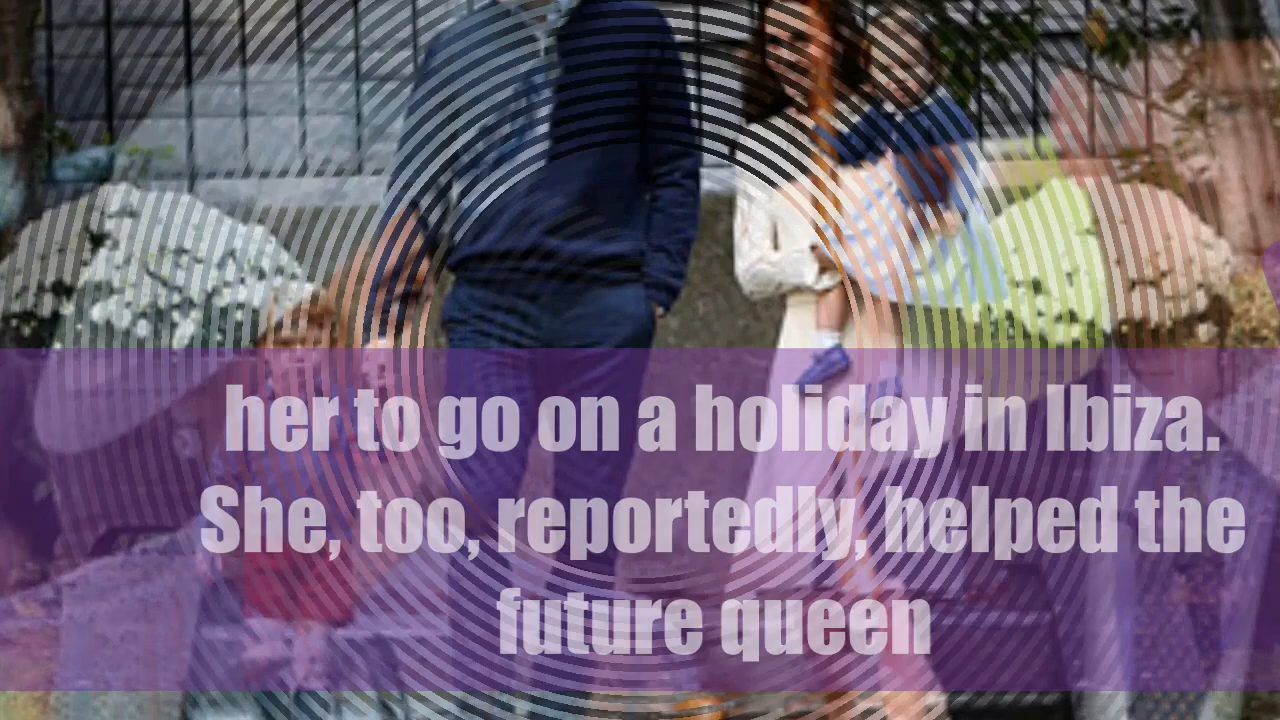 her to go on a holiday in Ibiza.
She, too, reportedly, helped the
future queen